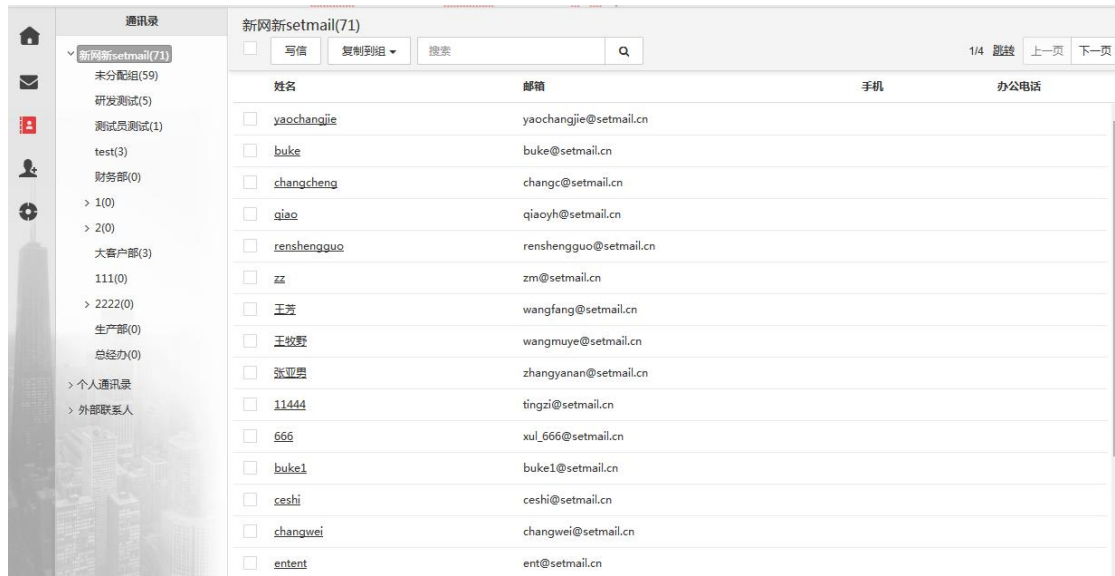 通讯录
新网新setmail(71)
未分配组(59)
研发测试(5)
测试员测试(1)
test(3)
财务部(0)
1(0)
2(0)
大客户部(3)
111(0)
2222(0)
生产部(0)
总经办(0)
个人通讯录
外部联系人
新网新setmail(71)
写信 复制到组 搜索 1/4 跳转 上一页 下一页
姓名 邮箱 手机 办公电话
yaochangjie yaochangjie@setmail.cn
buke buke@setmail.cn
changcheng changc@setmail.cn
qiao qiaoyh@setmail.cn
renshengguo renshengguo@setmail.cn
zz zm@setmail.cn
王芳 wangfang@setmail.cn
王牧野 wangmuye@setmail.cn
张亚男 zhangyanan@setmail.cn
11444 tingzi@setmail.cn
666 xul_666@setmail.cn
buke1 buke1@setmail.cn
ceshi ceshi@setmail.cn
changwei changwei@setmail.cn
entent ent@setmail.cn